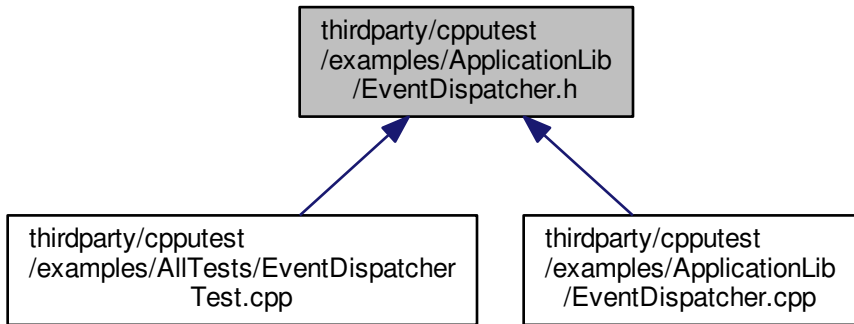 thirdparty/cpputest
/examples/ApplicationLib
/EventDispatcher.h
thirdparty/cpputest
/examples/AllTests/EventDispatcher
Test.cpp
thirdparty/cpputest
/examples/ApplicationLib
/EventDispatcher.cpp